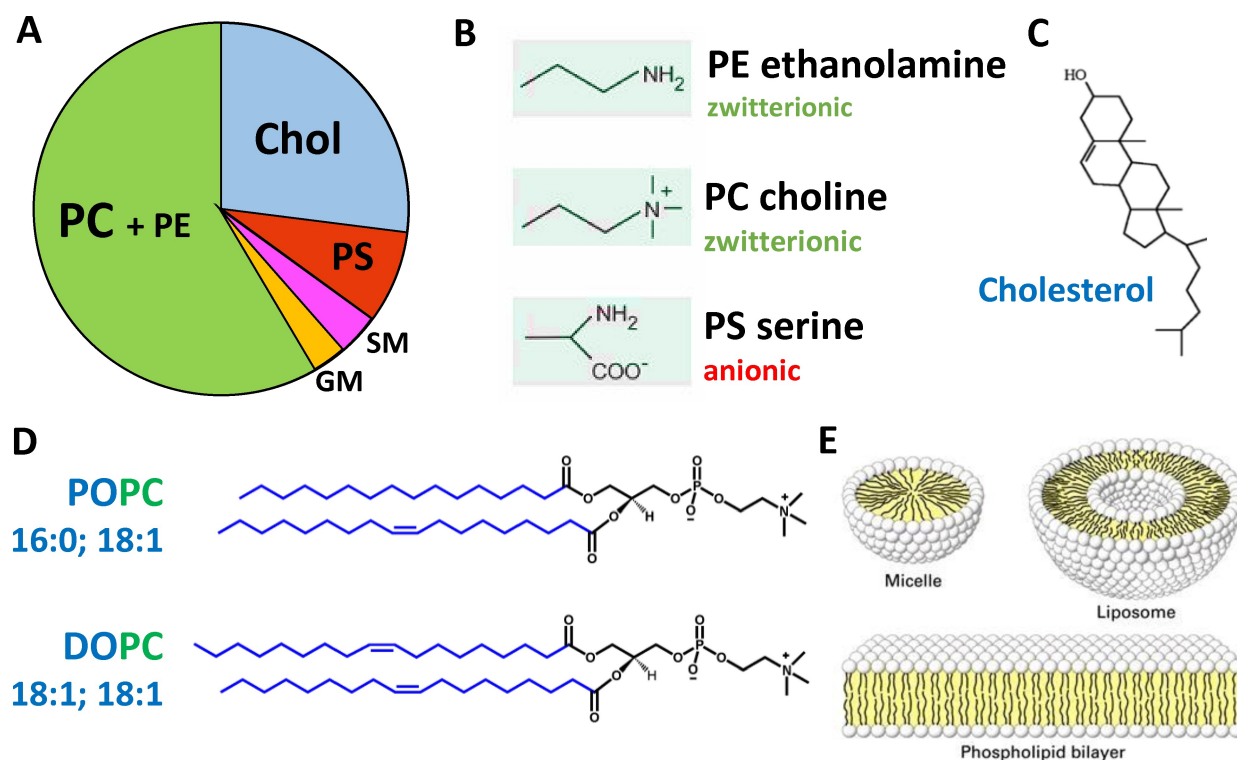 A
Chol
PC + PE
PS
SM
GM
B
NH2
PE ethanolamine
zwitterionic
N+
PC choline
zwitterionic
NH2
COO-
PS serine
anionic
C
HO
Cholesterol
D
POPC
16:0; 18:1
O
O
O
O
P
O
O-
N+
H
O
O
DOPC
18:1; 18:1
O
O
O
O
P
O
O-
N+
H
O
O
E
Micelle
Liposome
Phospholipid bilayer